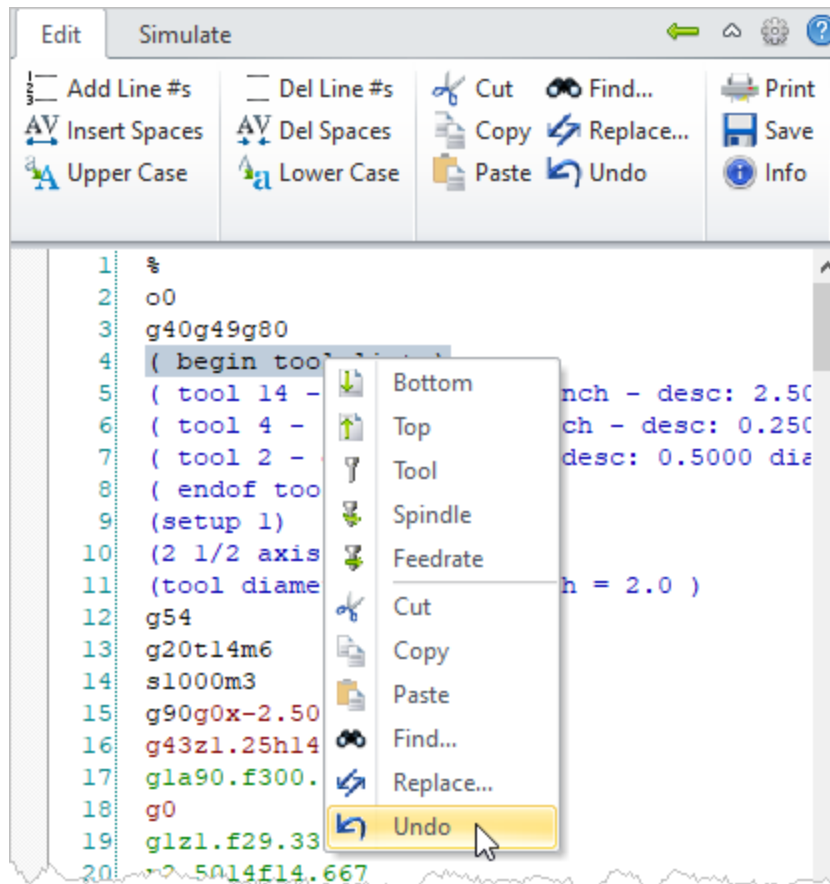 Edit Simulate
Add Line #s Del Line #s Cut Find... Print
Insert Spaces Del Spaces Copy Replace... Save
Upper Case Lower Case Paste Undo Info
1 %
2 o0
3 g40g49g80
4 ( begin tool
5 ( tool 14 - nch - desc: 2.50
6 ( tool 4 - ch - desc: 0.250
7 ( tool 2 - desc: 0.5000 dia
8 ( endof too
9 (setup 1)
10 (2 1/2 axis
11 (tool diame h = 2.0 )
12 g54
13 g20t14m6
14 s1000m3
15 g90g0x-2.50
16 g43z1.25h14
17 g1a90.f300.
18 g0
19 g1z1.f29.33
20 2.5014f14.667
Bottom
Top
Tool
Spindle
Feedrate
Cut
Copy
Paste
Find...
Replace...
Undo